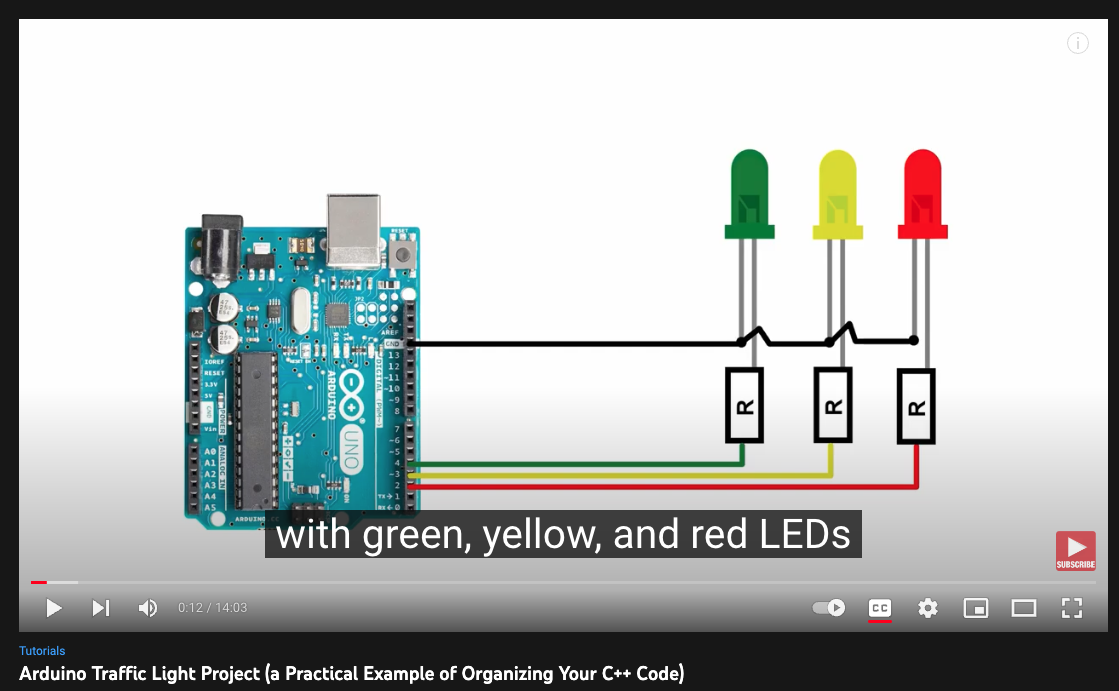 RESET
AREF
GND
13
12
~11
~10
~9
8
7
~6
~5
4
~3
2
TX→1
RX←0
DIGITAL (PWM~)
IOREF
RESET
3.3V
5V
GND
Vin
POWER
ANALOG IN
A0
A1
A2
A3
A4
A5
ARDUINO
UNO
ON
ARDUINO.CC
R
R
R
with green, yellow, and red LEDs
SUBSCRIBE
0:12 / 14:03
CC
Tutorials
Arduino Traffic Light Project (a Practical Example of Organizing Your C++ Code)